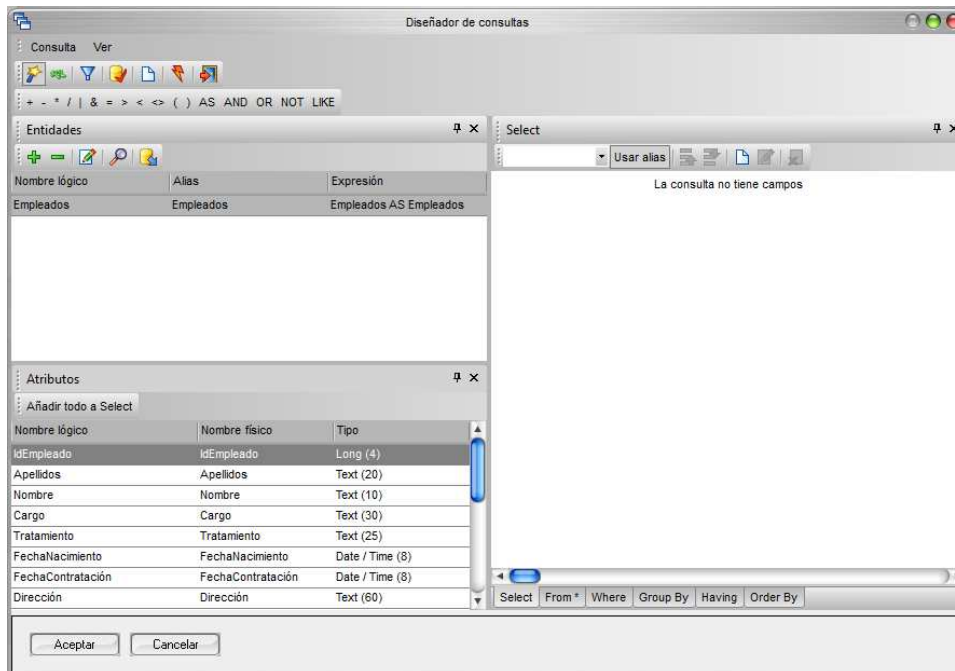 Diseñador de consultas
Consulta Ver
+ - * / | & = > < <> ( ) AS AND OR NOT LIKE
Entidades
Nombre lógico Alias Expresión
Empleados Empleados Empleados AS Empleados
Atributos
Añadir todo a Select
Nombre lógico Nombre físico Tipo
IdEmpleado IdEmpleado Long (4)
Apellidos Apellidos Text (20)
Nombre Nombre Text (10)
Cargo Cargo Text (30)
Tratamiento Tratamiento Text (25)
FechaNacimiento FechaNacimiento Date / Time (8)
FechaContratación FechaContratación Date / Time (8)
Dirección Dirección Text (60)
Select
Usar alias
La consulta no tiene campos
Select From * Where Group By Having Order By
Aceptar Cancelar